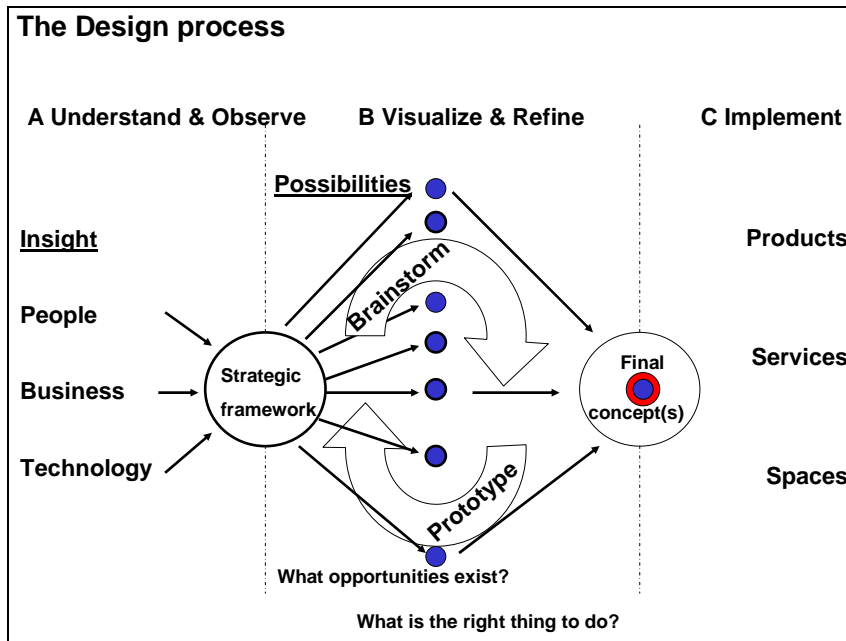 The Design process
A Understand & Observe
B Visualize & Refine
C Implement
Possibilities
Insight
People
Business
Technology
Strategic
framework
Brainstorm
Prototype
What opportunities exist?
What is the right thing to do?
Final
concept(s)
Products
Services
Spaces